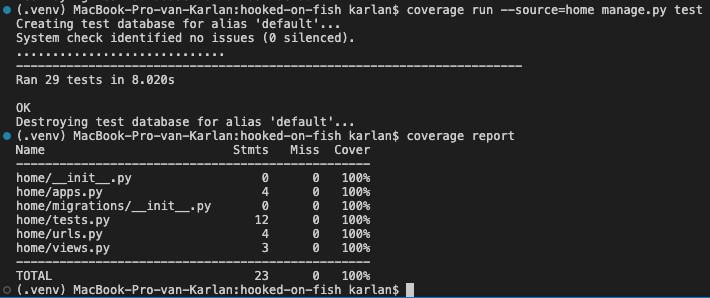 (.venv) MacBook-Pro-van-Karlan:hooked-on-fish karlan$ coverage run --source=home manage.py test
Creating test database for alias 'default'...
System check identified no issues (0 silenced).
.............................
----------------------------------------------------------------------
Ran 29 tests in 8.020s

OK
Destroying test database for alias 'default'...
(.venv) MacBook-Pro-van-Karlan:hooked-on-fish karlan$ coverage report
Name                          Stmts   Miss  Cover
-------------------------------------------------
home/__init__.py                  0      0   100%
home/apps.py                      4      0   100%
home/migrations/__init__.py       0      0   100%
home/tests.py                    12      0   100%
home/urls.py                      4      0   100%
home/views.py                     3      0   100%
-------------------------------------------------
TOTAL                            23      0   100%
(.venv) MacBook-Pro-van-Karlan:hooked-on-fish karlan$